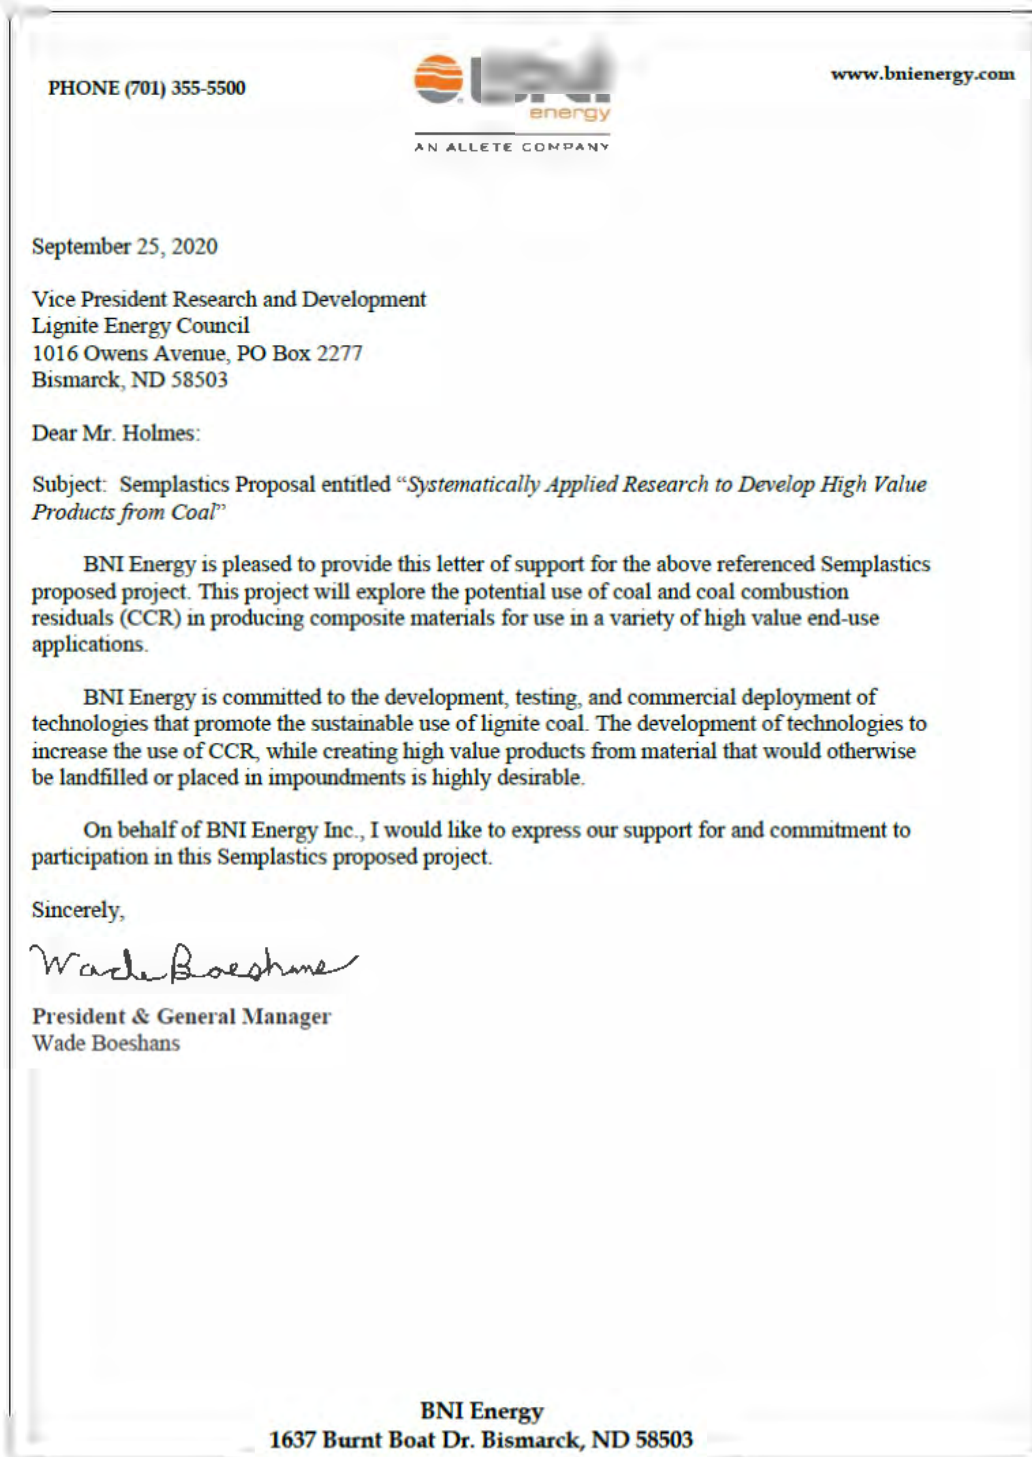 PHONE (701) 355-5500
www.bnienergy.com
energy
AN ALLETE COMPANY
September 25, 2020
Vice President Research and Development
Lignite Energy Council
1016 Owens Avenue, PO Box 2277
Bismarck, ND 58503
Dear Mr. Holmes:
Subject: Semplastics Proposal entitled “Systematically Applied Research to Develop High Value
Products from Coal”
BNI Energy is pleased to provide this letter of support for the above referenced Semplastics
proposed project. This project will explore the potential use of coal and coal combustion
residuals (CCR) in producing composite materials for use in a variety of high value end-use
applications.
BNI Energy is committed to the development, testing, and commercial deployment of
technologies that promote the sustainable use of lignite coal. The development of technologies to
increase the use of CCR, while creating high value products from material that would otherwise
be landfilled or placed in impoundments is highly desirable.
On behalf of BNI Energy Inc., I would like to express our support for and commitment to
participation in this Semplastics proposed project.
Sincerely,
Wade Boeshans
President & General Manager
Wade Boeshans
BNI Energy
1637 Burnt Boat Dr. Bismarck, ND 58503